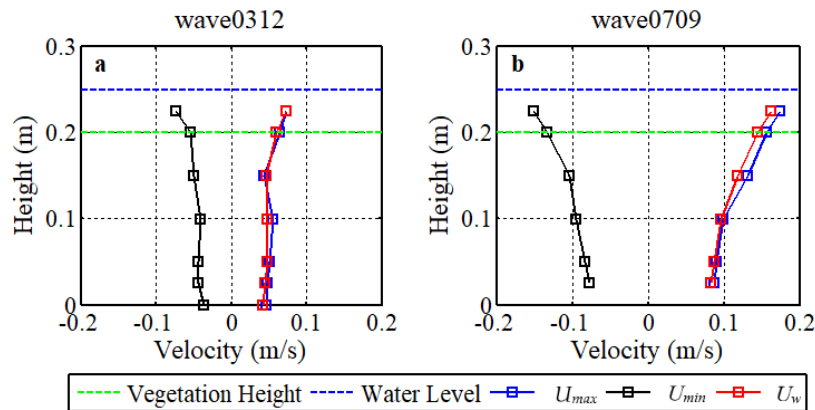 wave0312 wave0709
a b
0.3 0.3
0.2 0.2
0.1 0.1
0 0
Height (m) Height (m)
-0.2 -0.1 0 0.1 0.2 -0.2 -0.1 0 0.1 0.2
Velocity (m/s) Velocity (m/s)
Vegetation Height Water Level Umax Umin Uw